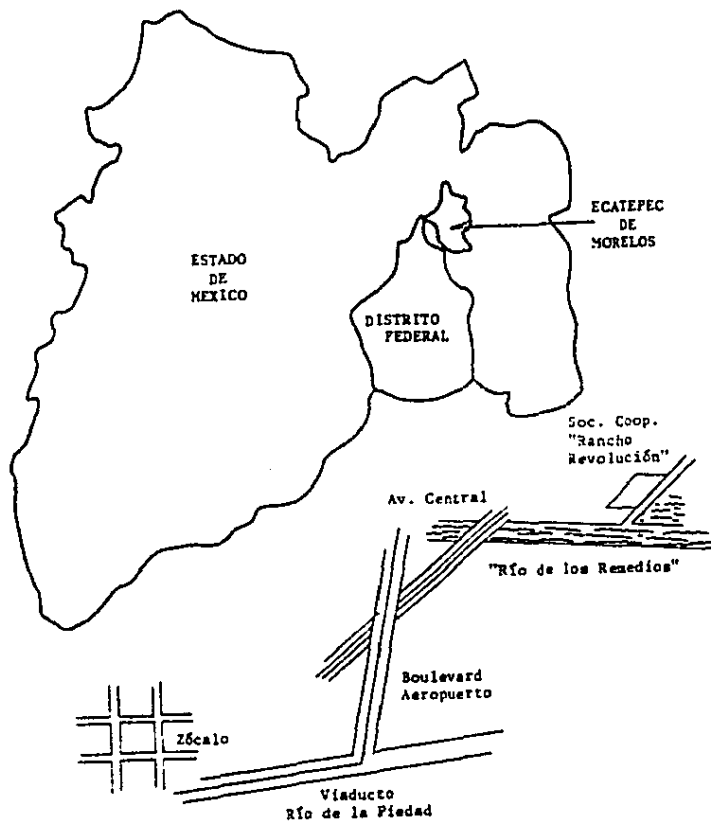 ECATEPEC
DE
MORELOS
ESTADO
DE
MEXICO
DISTRITO
FEDERAL
Soc. Coop.
"Rancho
Revolución"
Av. Central
"Río de los Remedios"
Boulevard
Aeropuerto
Zócalo
Viaducto
Río de la Piedad